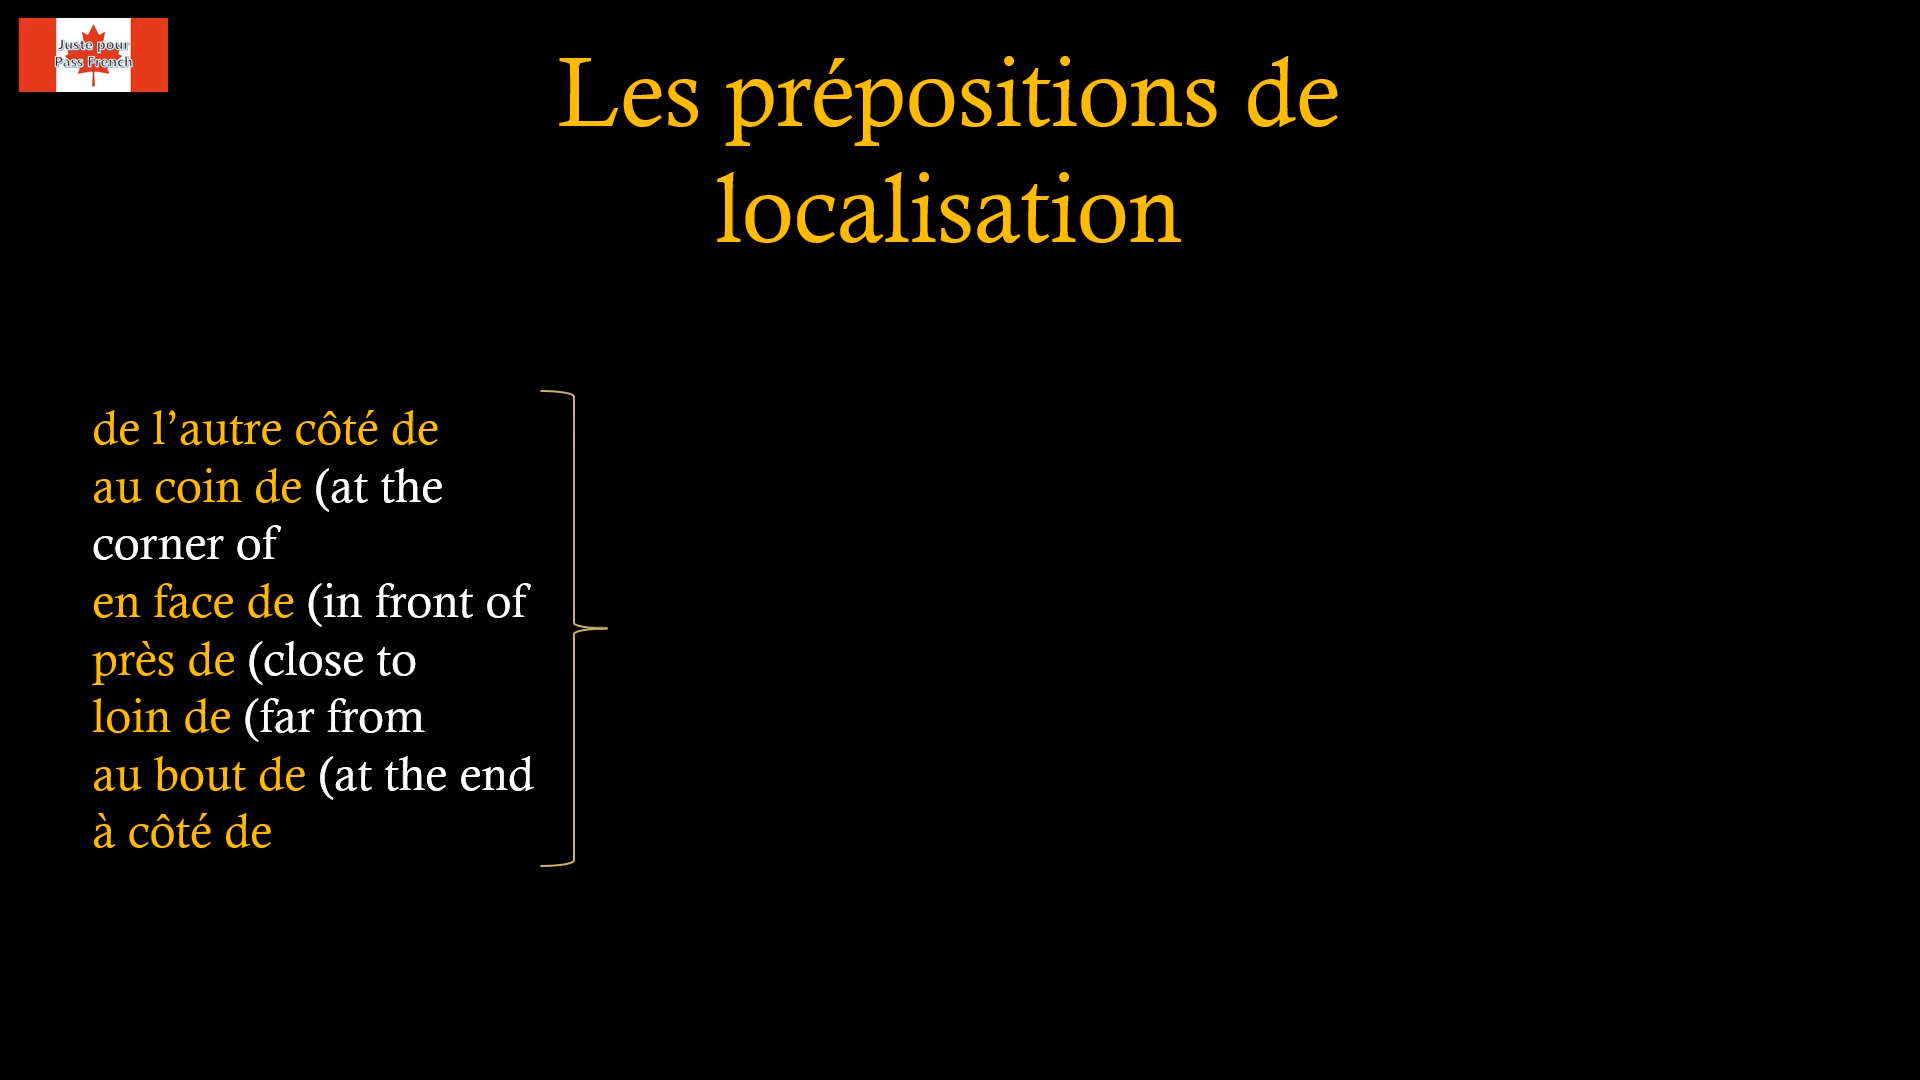 Juste pour
Pass French
Les prépositions de
localisation
de l’autre côté de
au coin de (at the
corner of
en face de (in front of
près de (close to
loin de (far from
au bout de (at the end
à côté de